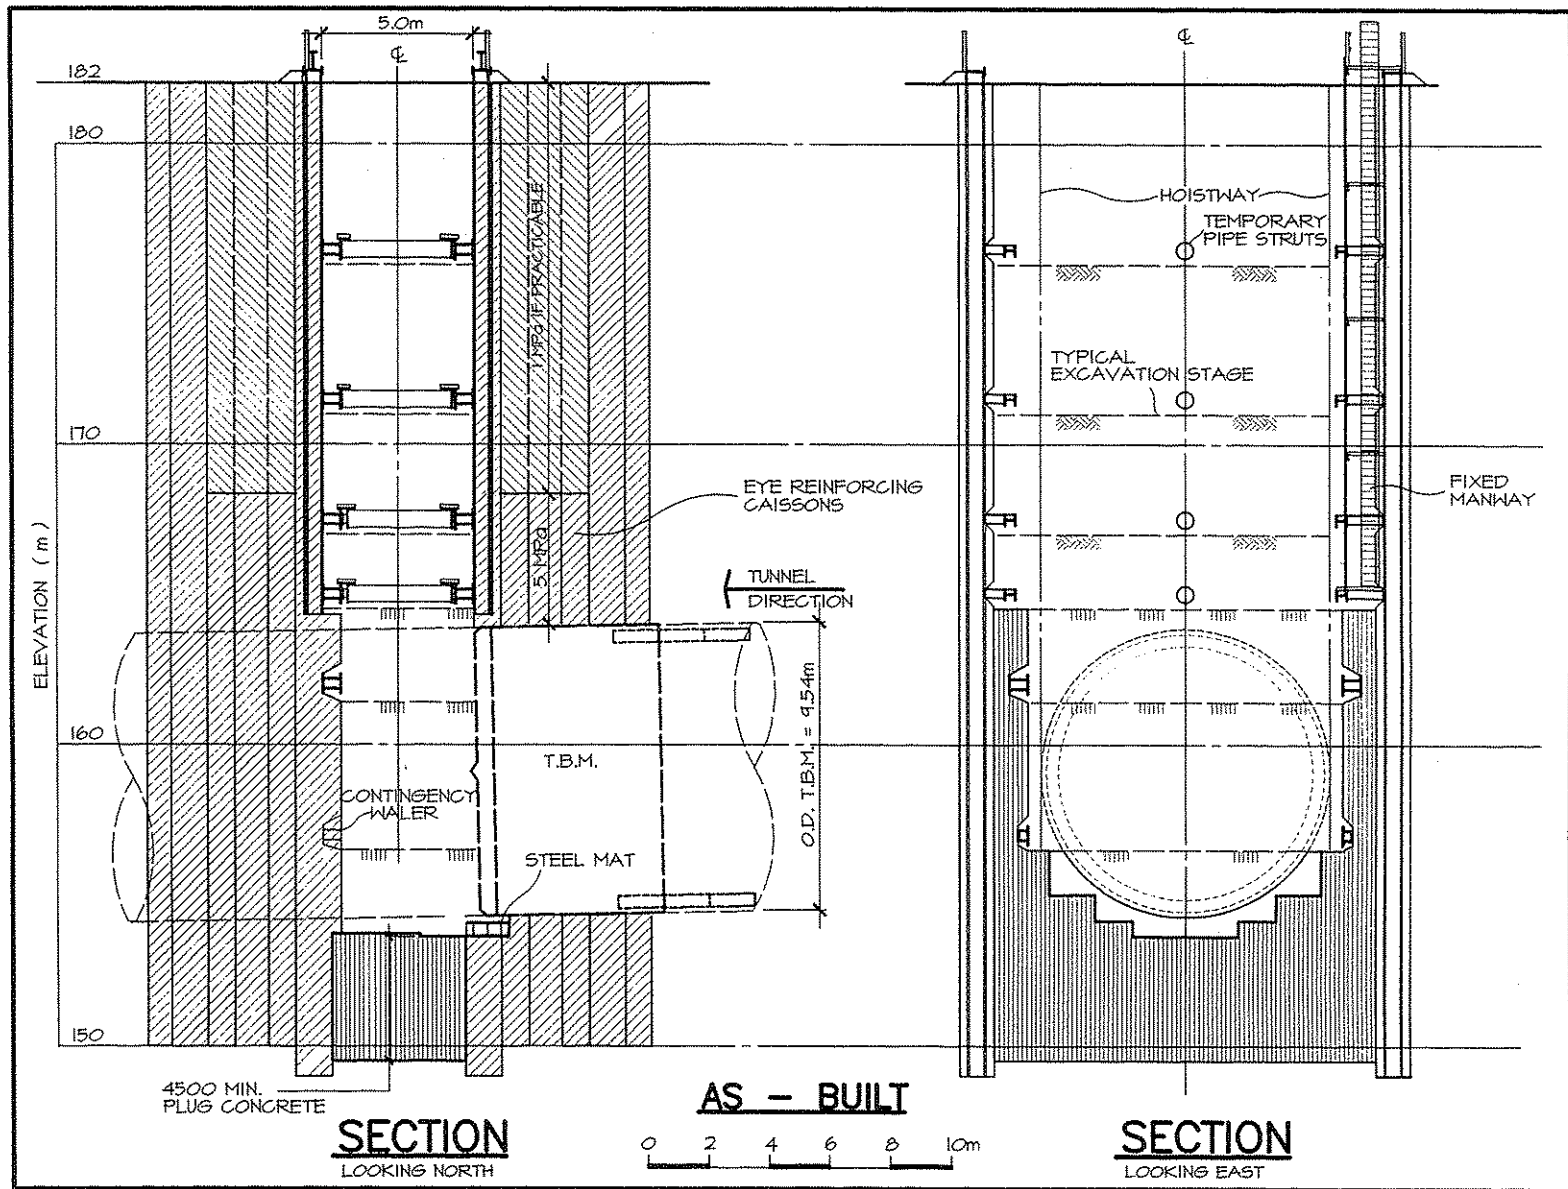 5.0m
℄
℄
182
180
HOISTWAY
TEMPORARY
PIPE STRUTS
1 MPa IF PRACTICABLE
TYPICAL
EXCAVATION STAGE
170
EYE REINFORCING
CAISSONS
FIXED
MANWAY
ELEVATION (m)
5 MPa
TUNNEL
DIRECTION
O.D. T.B.M. = 9.54m
160
T.B.M.
CONTINGENCY
WALER
STEEL MAT
150
4500 MIN.
PLUG CONCRETE
AS - BUILT
SECTION
LOOKING NORTH
0 2 4 6 8 10m
SECTION
LOOKING EAST